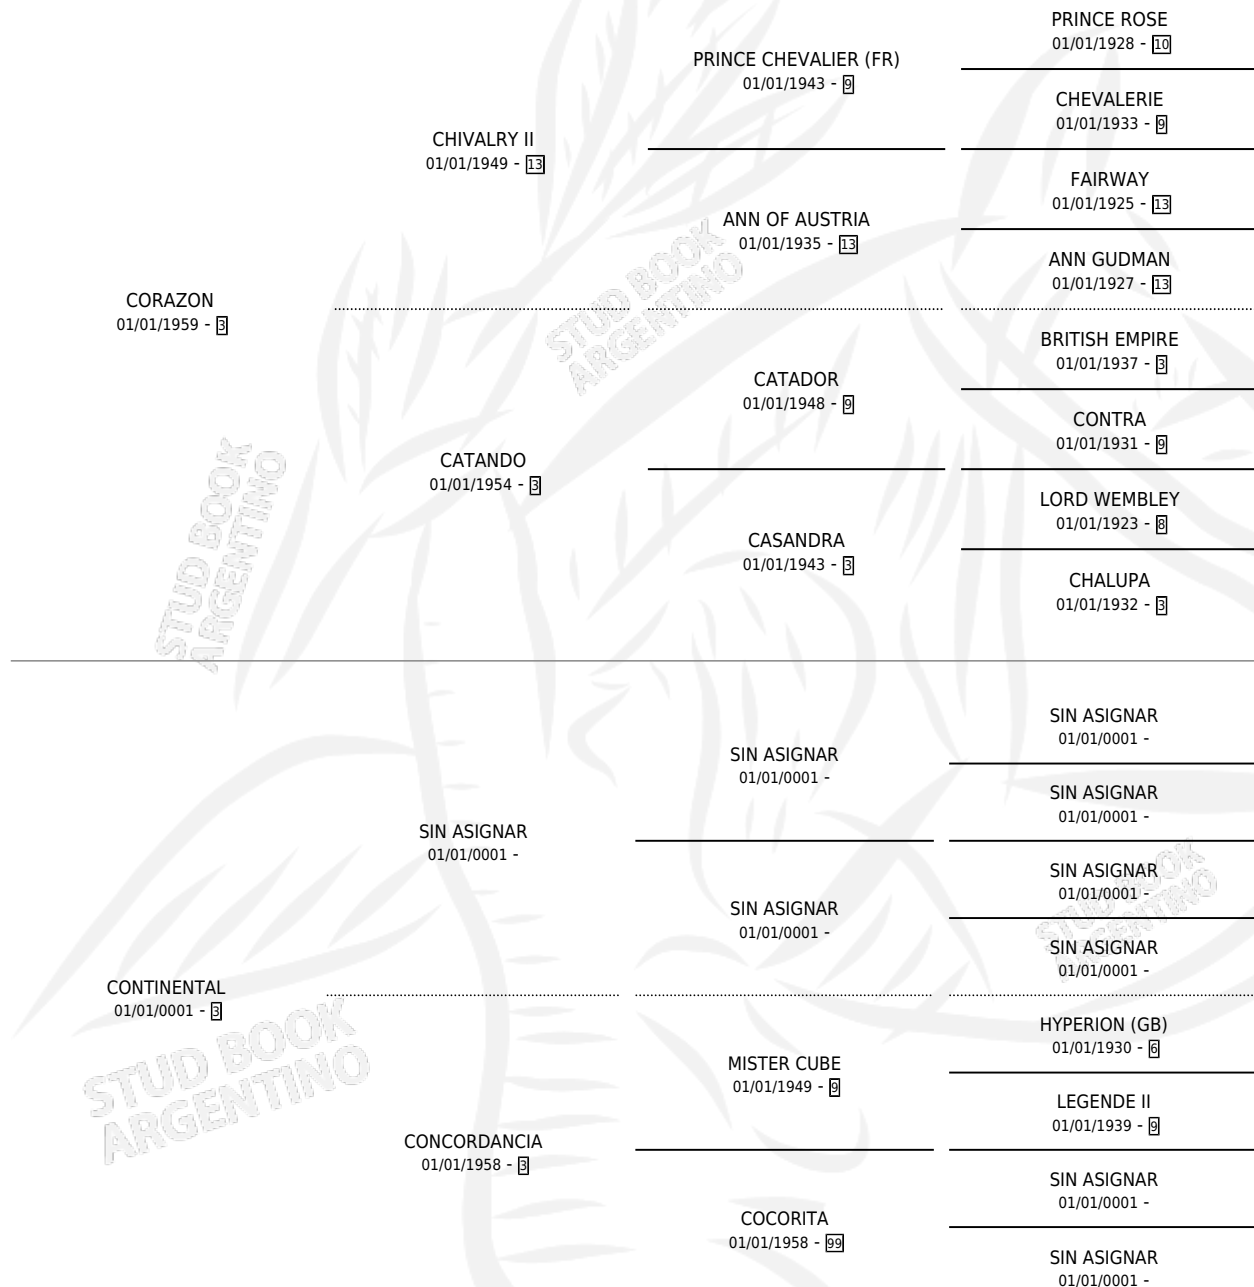 PRINCE ROSE
01/01/1928 - 10
PRINCE CHEVALIER (FR)
01/01/1943 - 9
CHEVALERIE
01/01/1933 - 9
CHIVALRY II
01/01/1949 - 13
FAIRWAY
01/01/1925 - 13
ANN OF AUSTRIA
01/01/1935 - 13
ANN GUDMAN
01/01/1927 - 13
CORAZON
01/01/1959 - 3
BRITISH EMPIRE
01/01/1937 - 3
CATADOR
01/01/1948 - 9
CONTRA
01/01/1931 - 9
CATANDO
01/01/1954 - 3
LORD WEMBLEY
01/01/1923 - 8
CASANDRA
01/01/1943 - 3
CHALUPA
01/01/1932 - 3
SIN ASIGNAR
01/01/0001 -
SIN ASIGNAR
01/01/0001 -
SIN ASIGNAR
01/01/0001 -
SIN ASIGNAR
01/01/0001 -
SIN ASIGNAR
01/01/0001 -
SIN ASIGNAR
01/01/0001 -
SIN ASIGNAR
01/01/0001 -
CONTINENTAL
01/01/0001 - 3
HYPERION (GB)
01/01/1930 - 6
MISTER CUBE
01/01/1949 - 9
LEGENDE II
01/01/1939 - 9
CONCORDANCIA
01/01/1958 - 3
SIN ASIGNAR
01/01/0001 -
COCORITA
01/01/1958 - 99
SIN ASIGNAR
01/01/0001 -
STUD BOOK
ARGENTINO
STUD BOOK
ARGENTINO
STUD BOOK
ARGENTINO
STUD BOOK
ARGENTINO